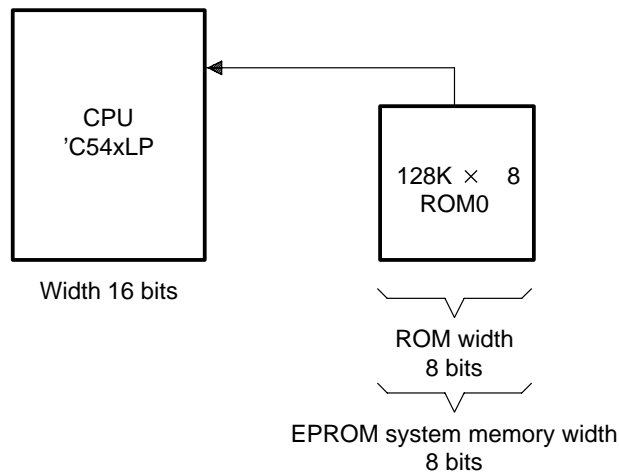 CPU
'C54xLP
Width 16 bits
128K × 8
ROM0
ROM width
8 bits
EPROM system memory width
8 bits